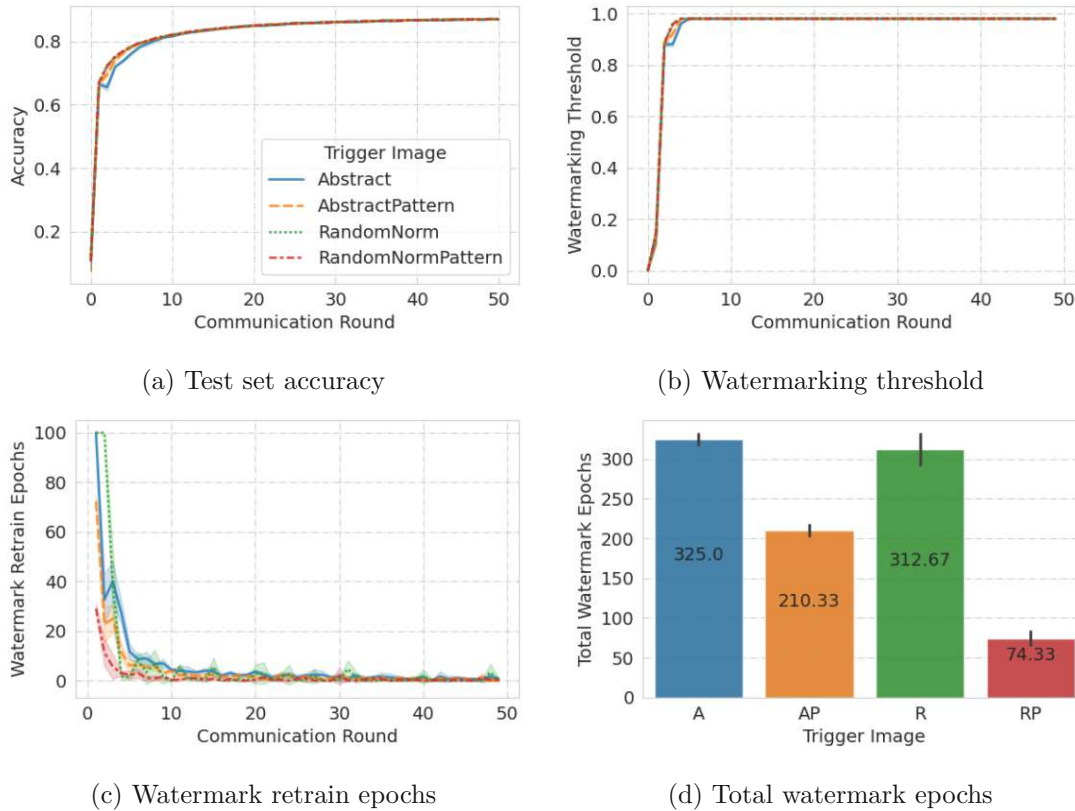 0.8
0.6
0.4
0.2
Accuracy
Trigger Image
Abstract
AbstractPattern
RandomNorm
RandomNormPattern
0 10 20 30 40 50
Communication Round
(a) Test set accuracy
1.0
0.8
0.6
0.4
0.2
0.0
Watermarking Threshold
0 10 20 30 40 50
Communication Round
(b) Watermarking threshold
100
80
60
40
20
0
Watermark Retrain Epochs
0 10 20 30 40 50
Communication Round
(c) Watermark retrain epochs
300
250
200
150
100
50
0
Total Watermark Epochs
325.0
210.33
312.67
74.33
A AP R RP
Trigger Image
(d) Total watermark epochs